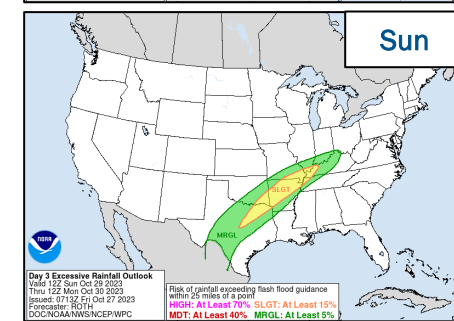 Sun
SLGT
MRGL
NOAA
Day 3 Excessive Rainfall Outlook
Valid 12Z Sun Oct 29 2023
Thru 12Z Mon Oct 30 2023
Issued: 0713Z Fri Oct 27 2023
Forecaster: ROTH
DOC/NOAA/NWS/NCEP/WPC
Risk of rainfall exceeding flash flood guidance
within 25 miles of a point
HIGH: At Least 70% SLGT: At Least 15%
MDT: At Least 40% MRGL: At Least 5%